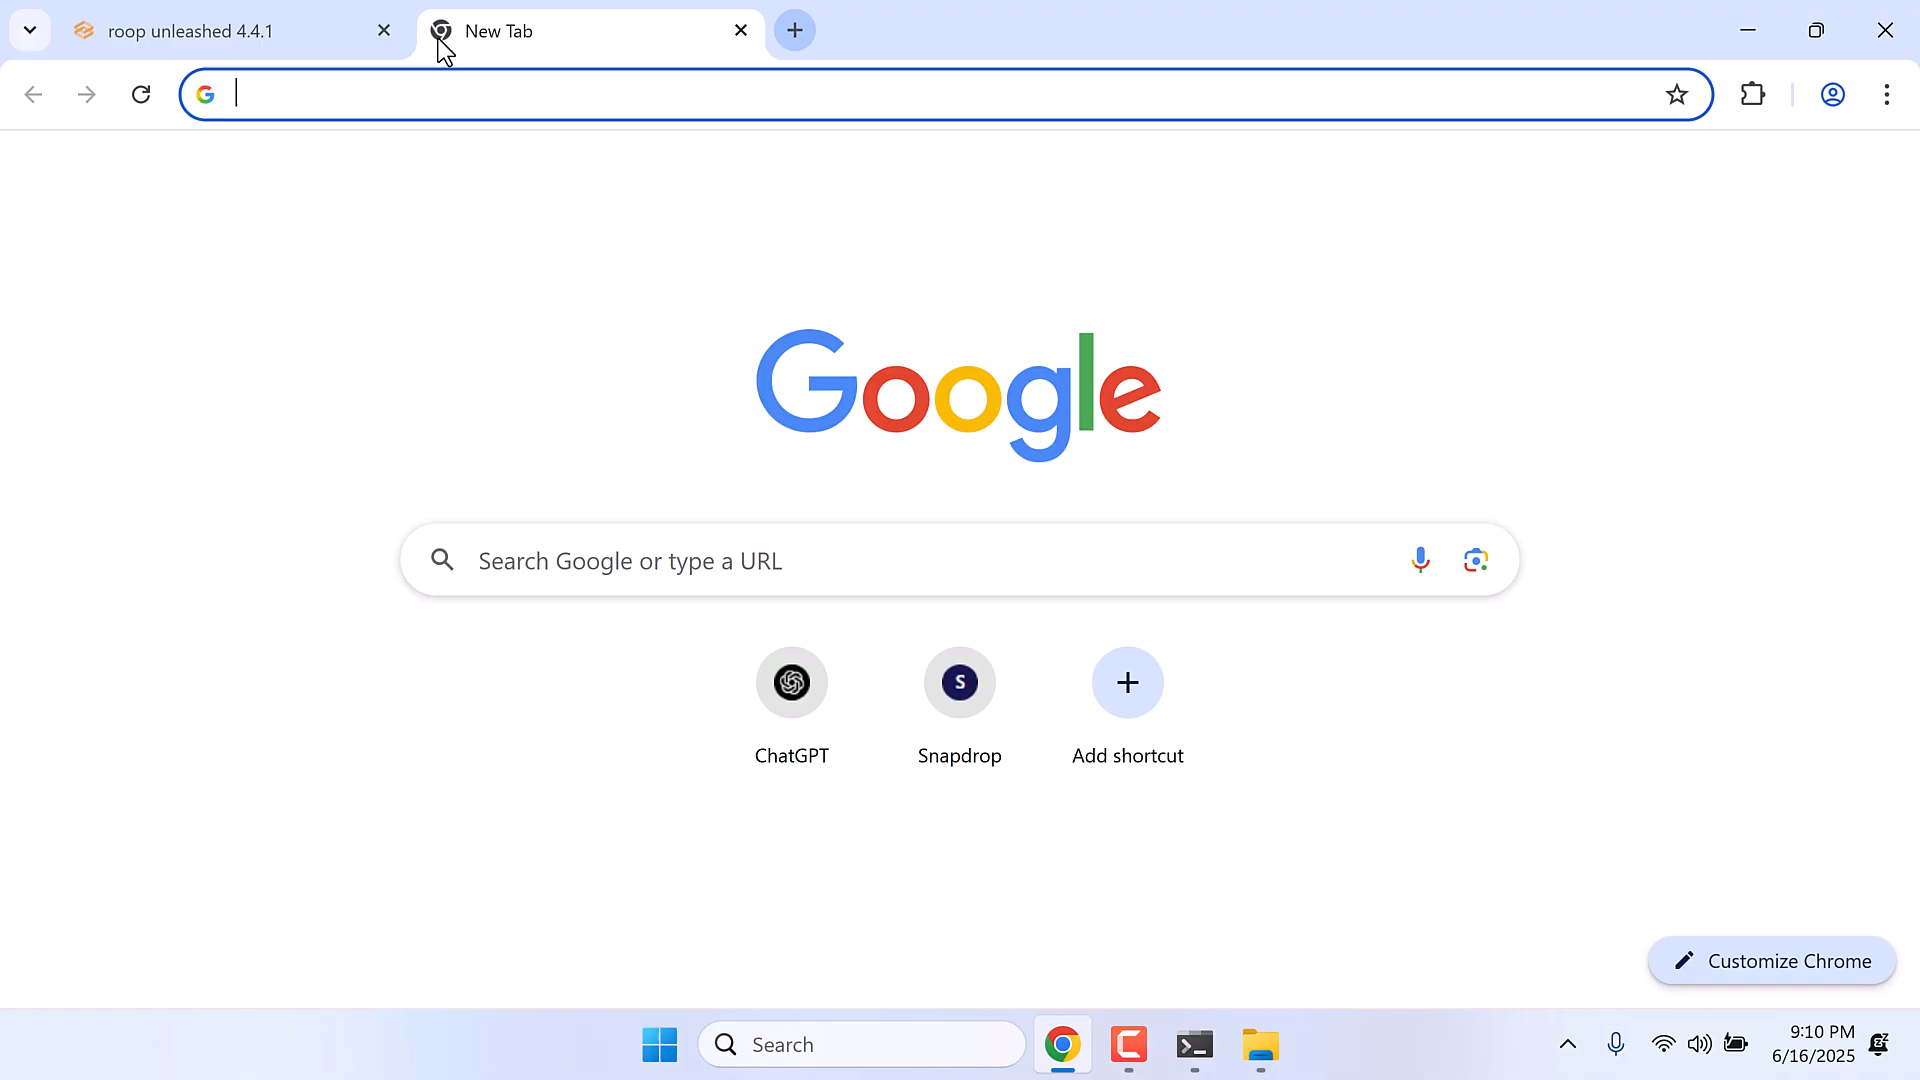 roop unleashed 4.4.1
New Tab
Google
Search Google or type a URL
S
ChatGPT
Snapdrop
Add shortcut
Customize Chrome
Search
9:10 PM
6/16/2025